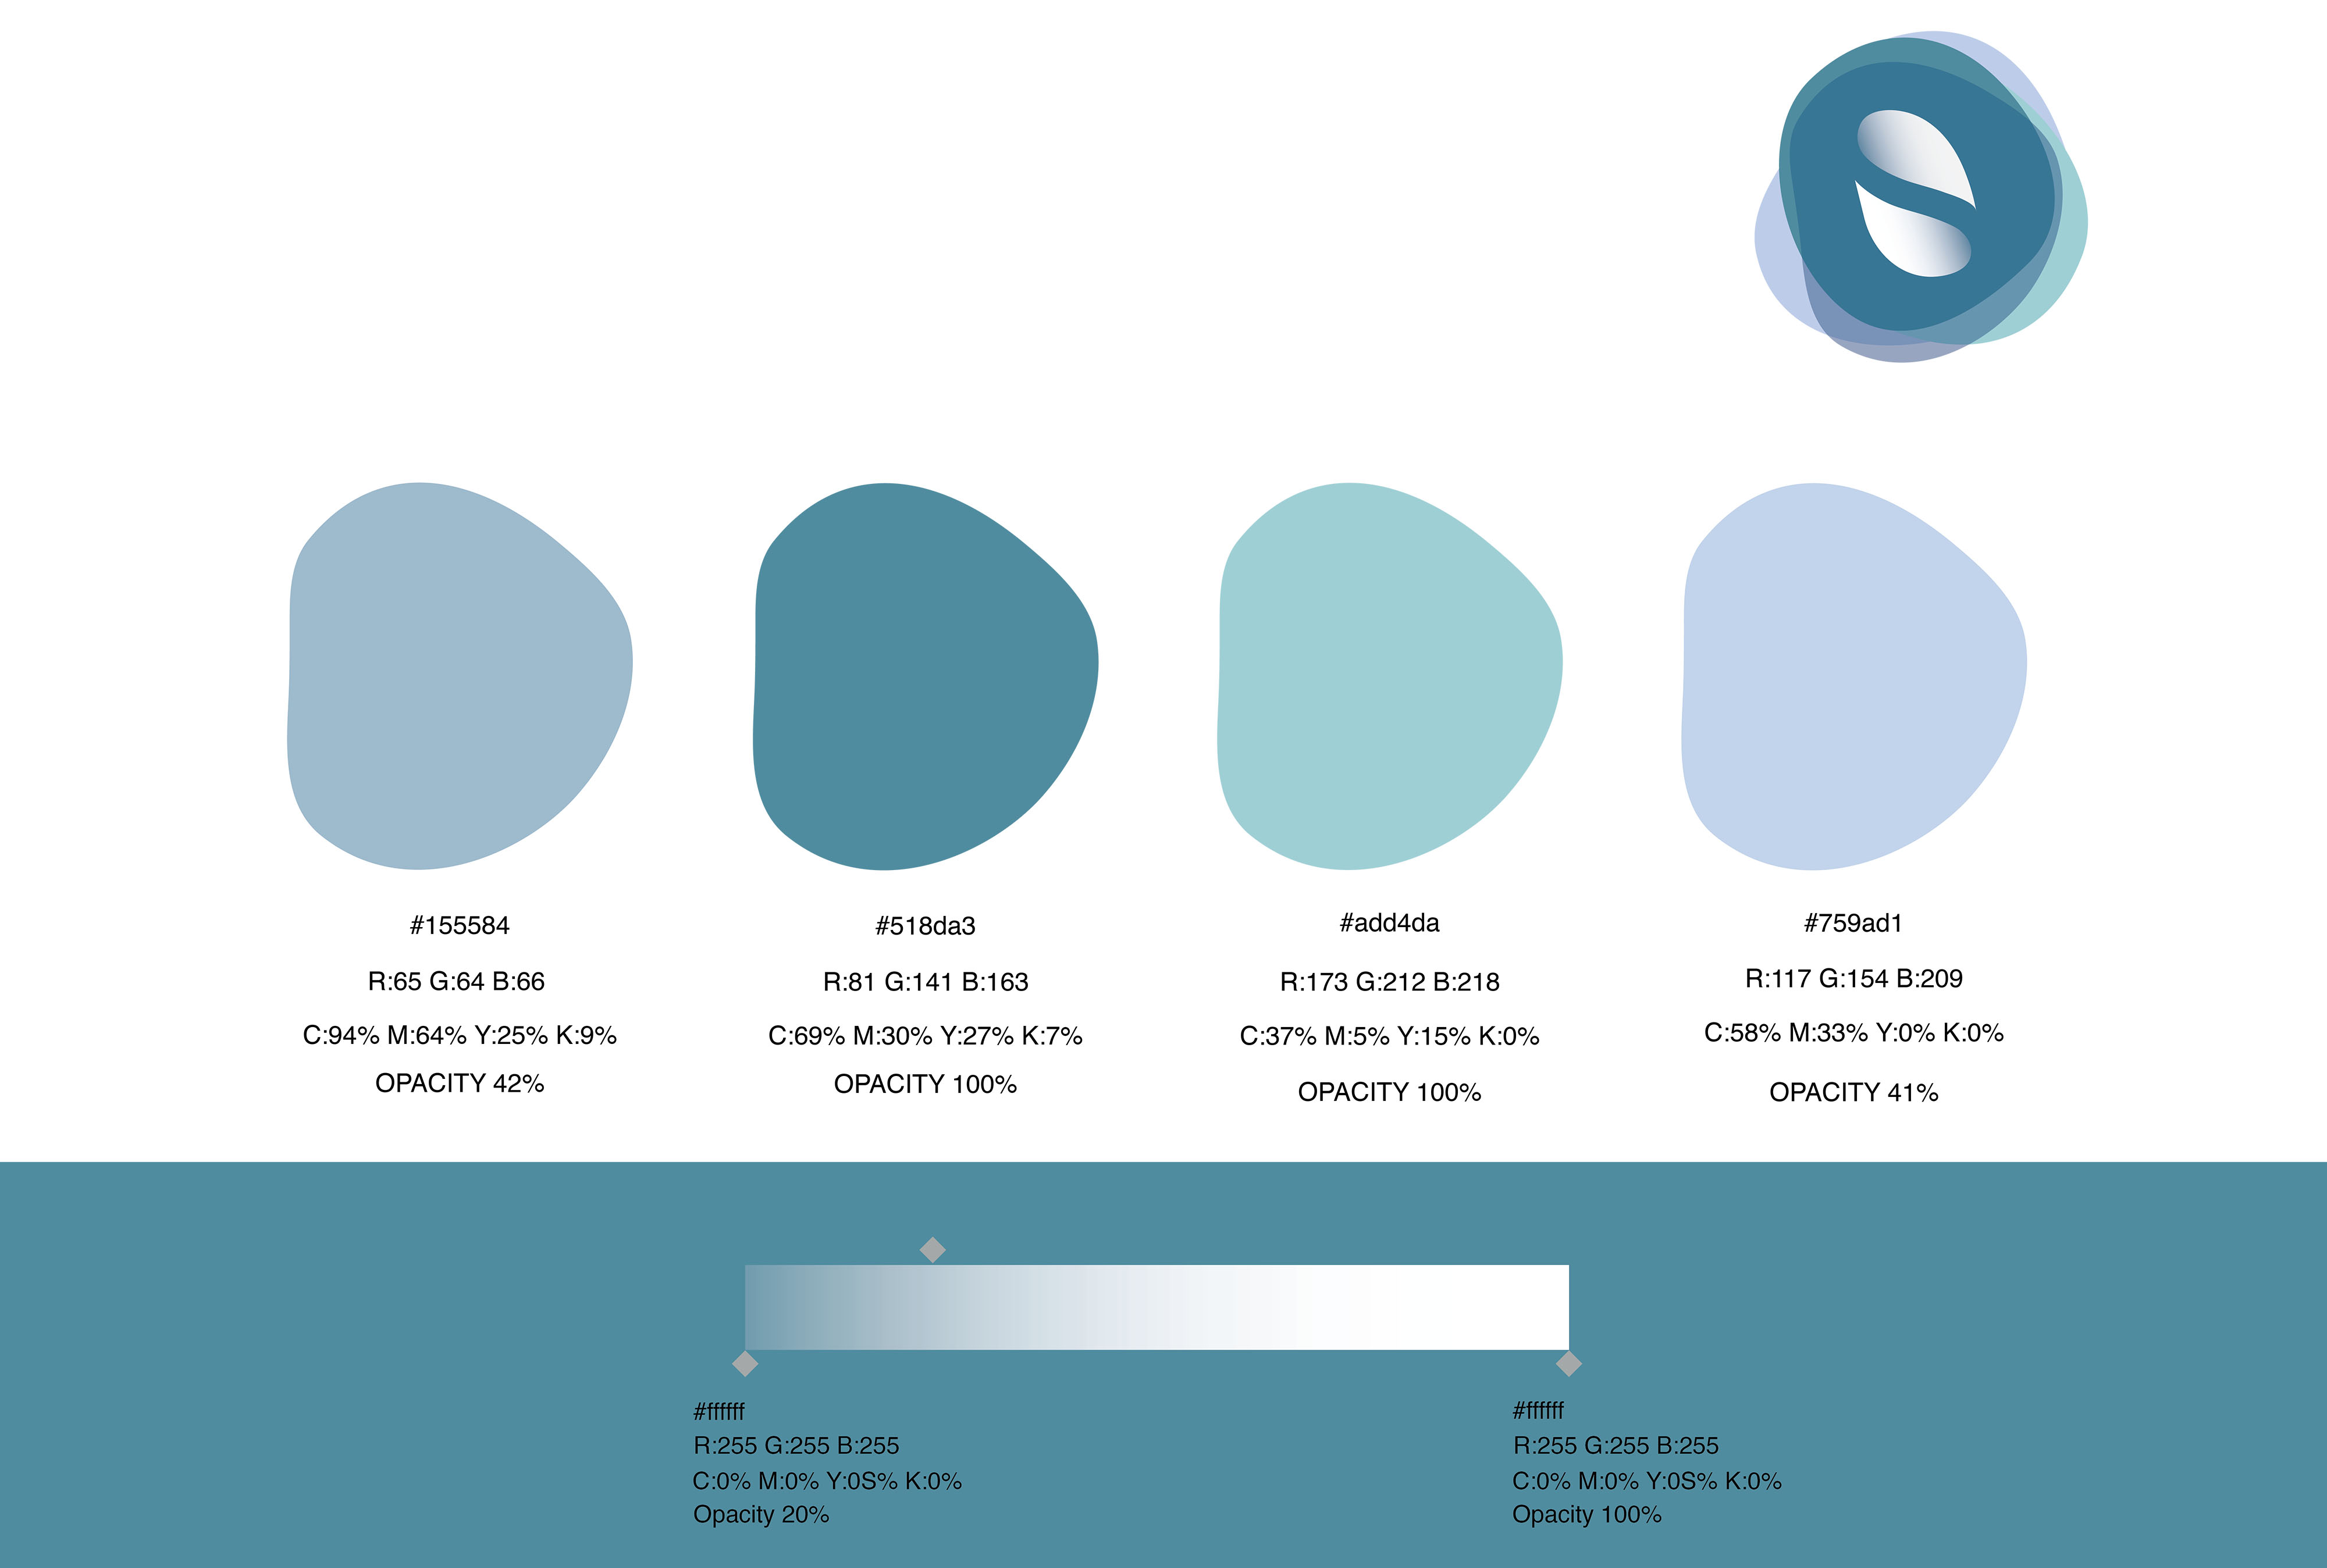 #155584
R:65 G:64 B:66
C:94% M:64% Y:25% K:9%
OPACITY 42%
#518da3
R:81 G:141 B:163
C:69% M:30% Y:27% K:7%
OPACITY 100%
#add4da
R:173 G:212 B:218
C:37% M:5% Y:15% K:0%
OPACITY 100%
#759ad1
R:117 G:154 B:209
C:58% M:33% Y:0% K:0%
OPACITY 41%
#ffffff
R:255 G:255 B:255
C:0% M:0% Y:0S% K:0%
Opacity 20%
#ffffff
R:255 G:255 B:255
C:0% M:0% Y:0S% K:0%
Opacity 100%